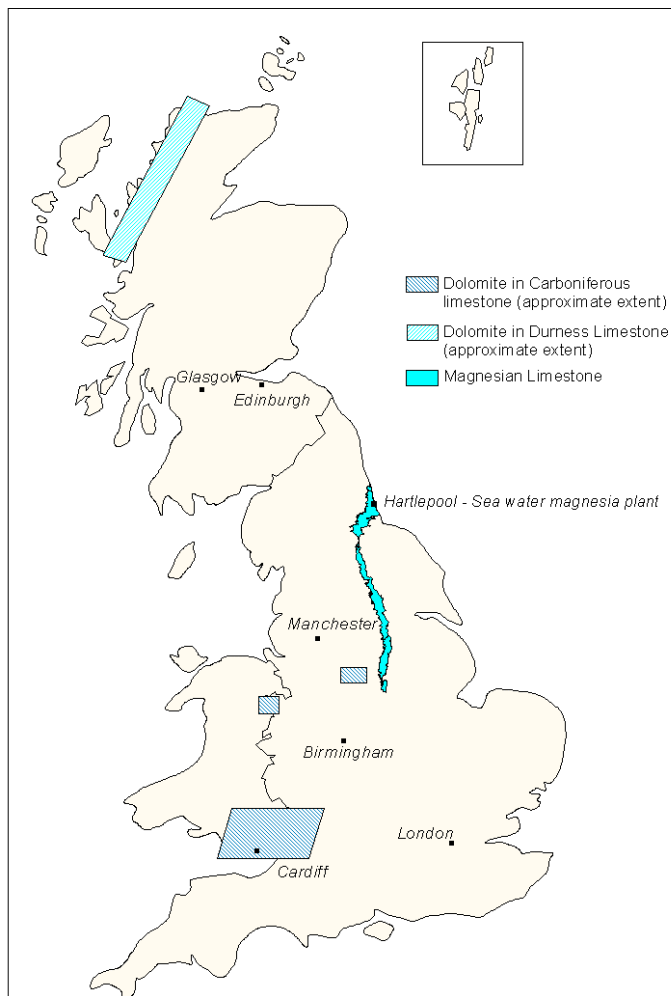 Dolomite in Carboniferous
limestone (approximate extent)
Dolomite in Durness Limestone
(approximate extent)
Magnesian Limestone
Glasgow
Edinburgh
Hartlepool - Sea water magnesia plant
Manchester
Birmingham
London
Cardiff